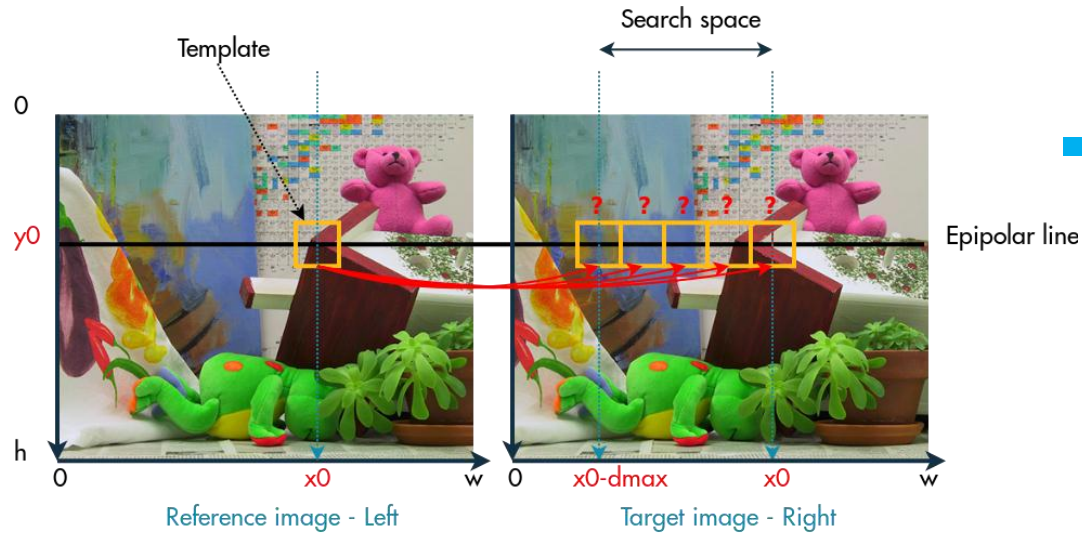 Search space
Template
0
? ? ? ? ?
y0
Epipolar line
h
0 x0 w 0 x0-dmax x0 w
Reference image - Left Target image - Right